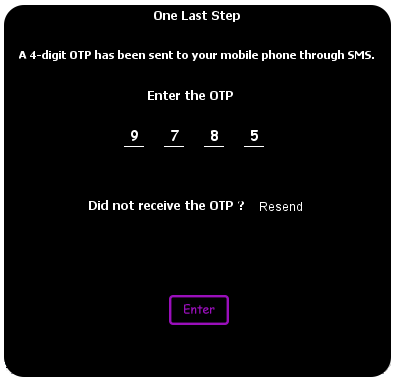 One Last Step
A 4-digit OTP has been sent to your mobile phone through SMS.
Enter the OTP
9 7 8 5
Did not receive the OTP ? Resend
Enter